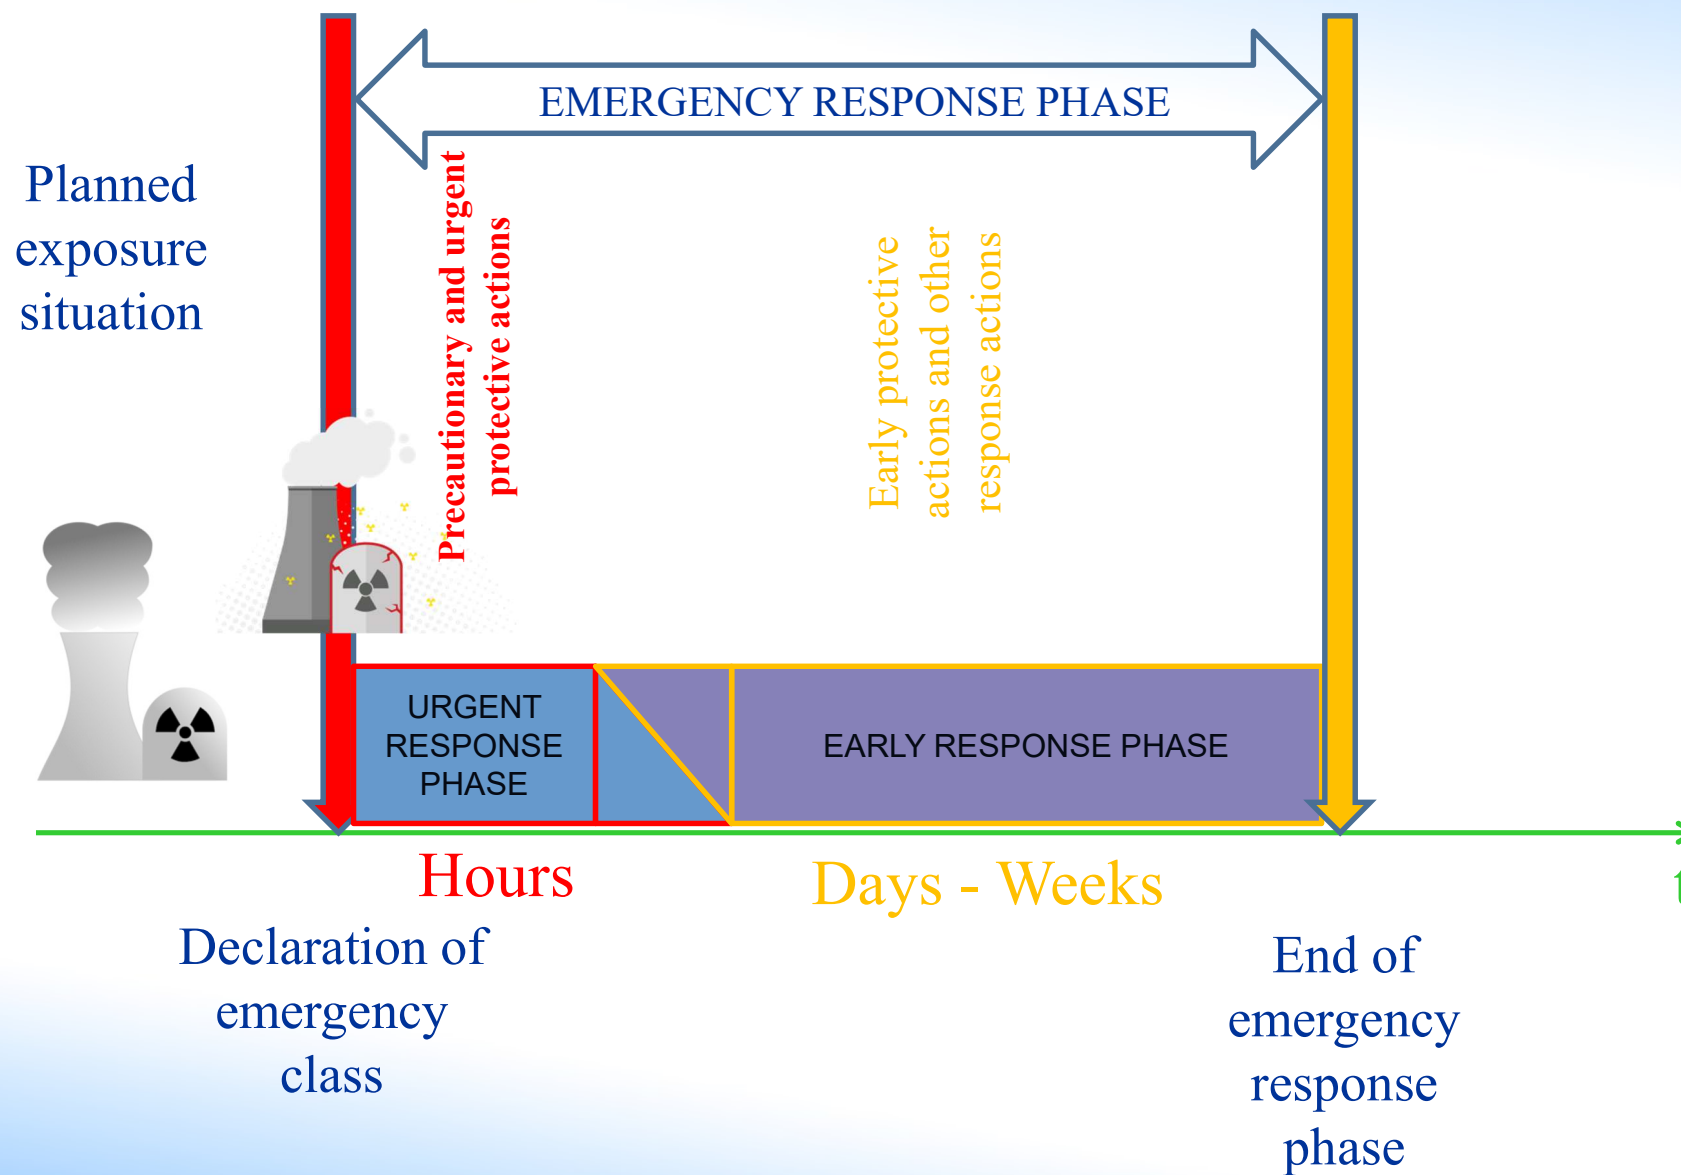 EMERGENCY RESPONSE PHASE
Planned
exposure
situation
Precautionary and urgent
protective actions
Early protective
actions and other
response actions
URGENT
RESPONSE
PHASE
EARLY RESPONSE PHASE
Hours
Days - Weeks
t
Declaration of
emergency
class
End of
emergency
response
phase